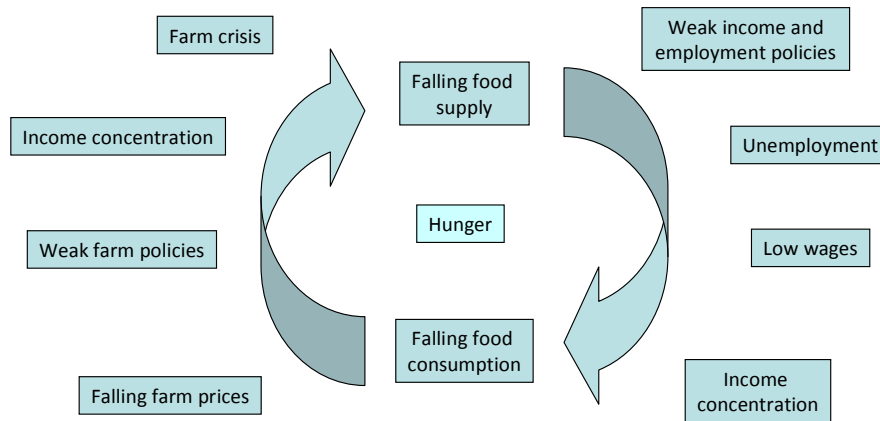 Farm crisis
Weak income and
employment policies
Falling food
supply
Income concentration
Unemployment
Hunger
Weak farm policies
Low wages
Falling food
consumption
Falling farm prices
Income
concentration